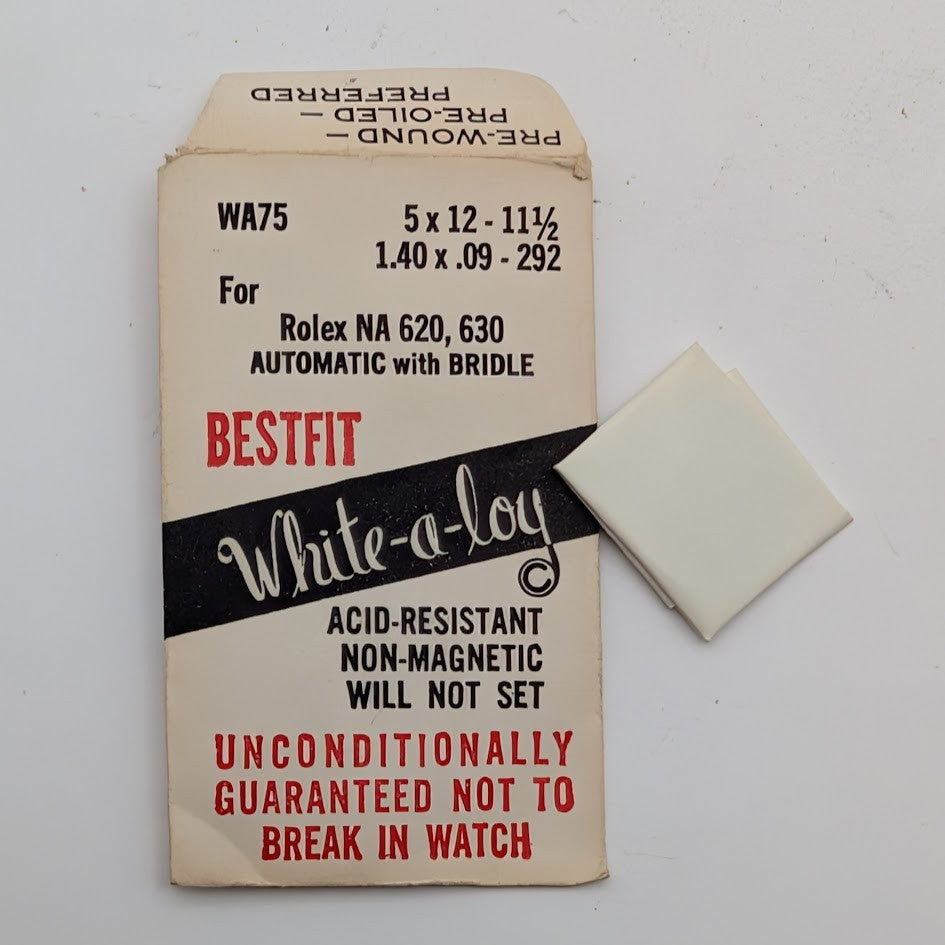 PRE-WOUND —
PRE-OILED —
PREFERRED
WA75 5 x 12 - 11½
1.40 x .09 - 292
For
Rolex NA 620, 630
AUTOMATIC with BRIDLE
BESTFIT
White-a-loy ©
ACID-RESISTANT
NON-MAGNETIC
WILL NOT SET
UNCONDITIONALLY
GUARANTEED NOT TO
BREAK IN WATCH